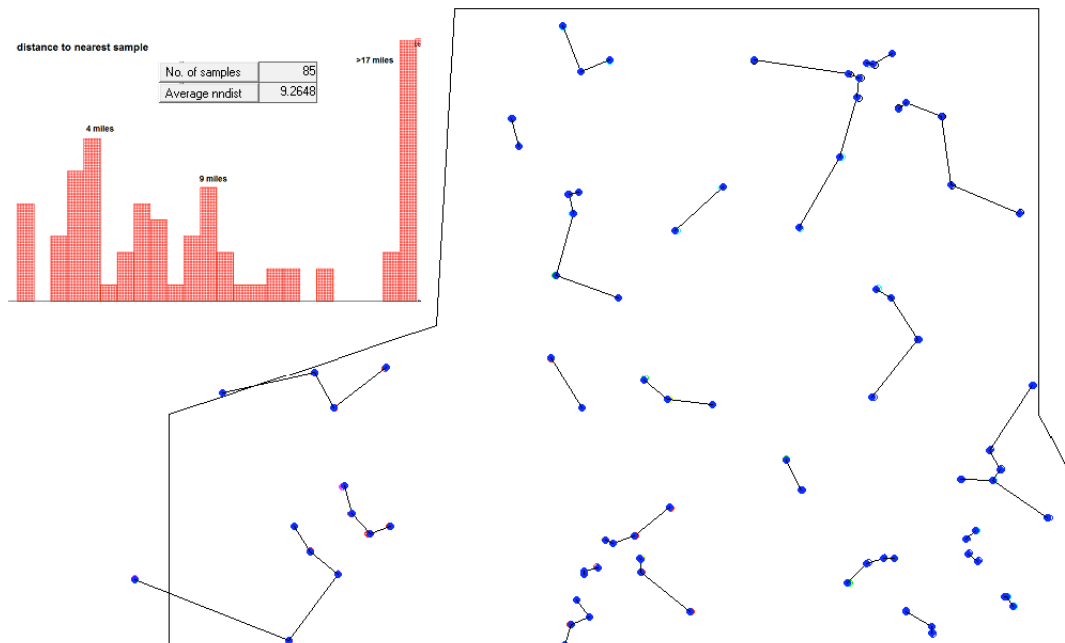 distance to nearest sample
>17 miles
No. of samples 85
Average nndist 9.2648
4 miles
9 miles